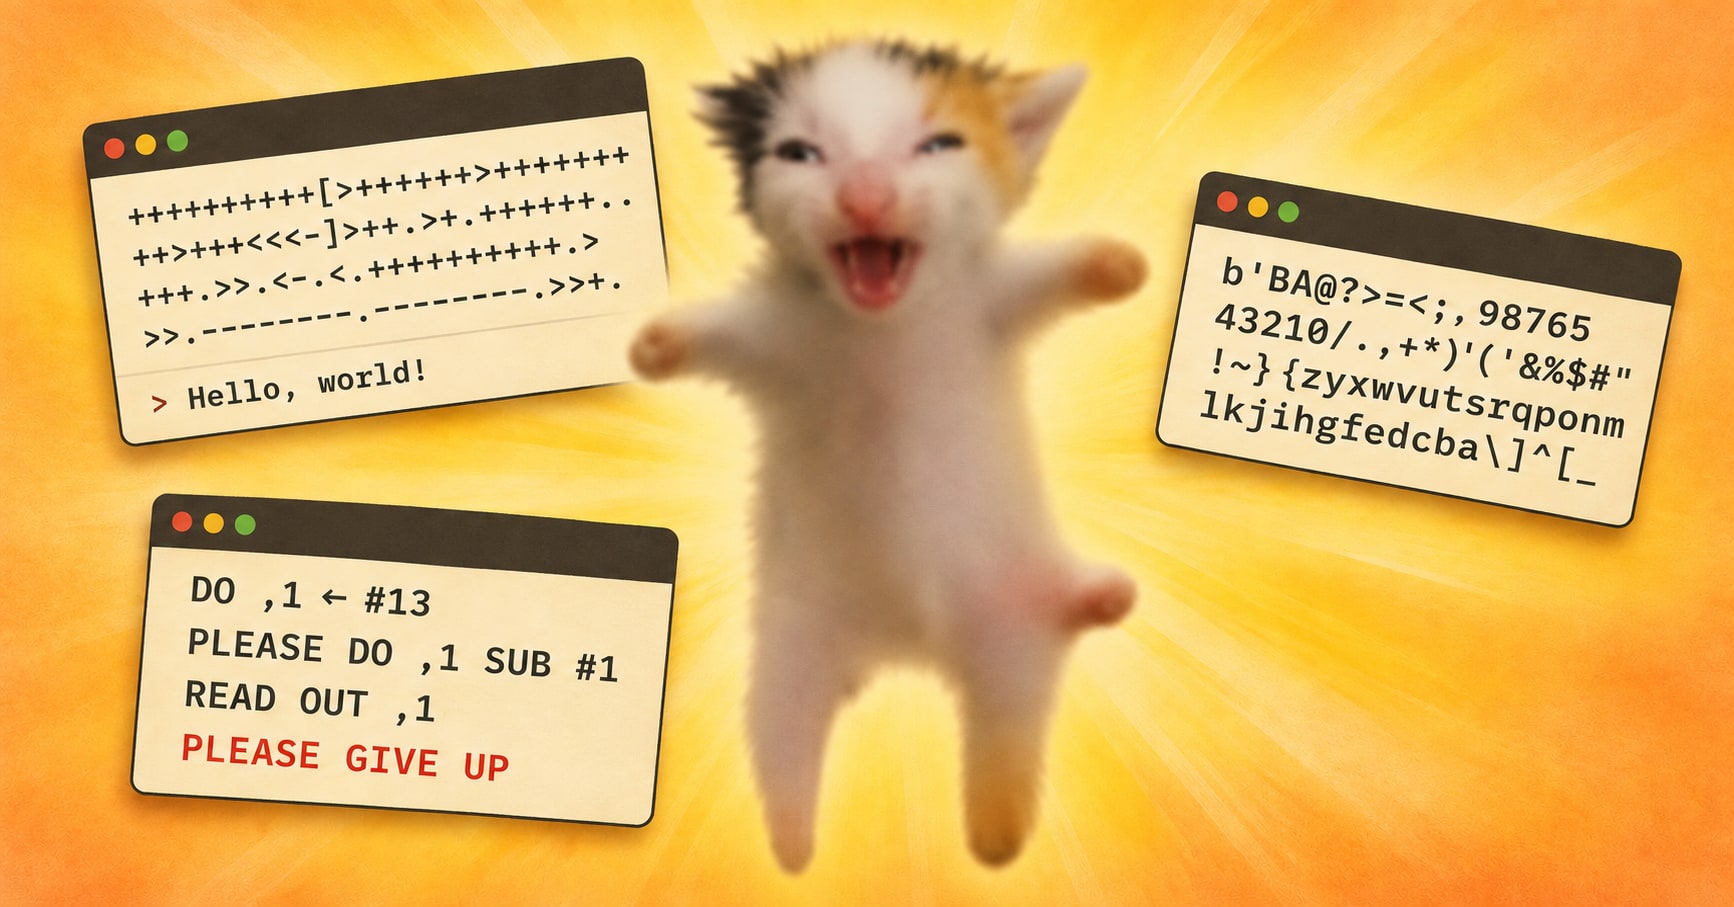 ++++++++++[>++++++>+++++++
++>+++<<<-]>++.>+.++++++..
+++.>>.<-.<.++++++++++.>
>>.--------.--------.>>+.
> Hello, world!
DO ,1 ← #13
PLEASE DO ,1 SUB #1
READ OUT ,1
PLEASE GIVE UP
b'BA@?>=<;,98765
43210/.,+*)'('&%$#"
!~}{zyxwvutsrqponm
lkjihgfedcba\]^[_